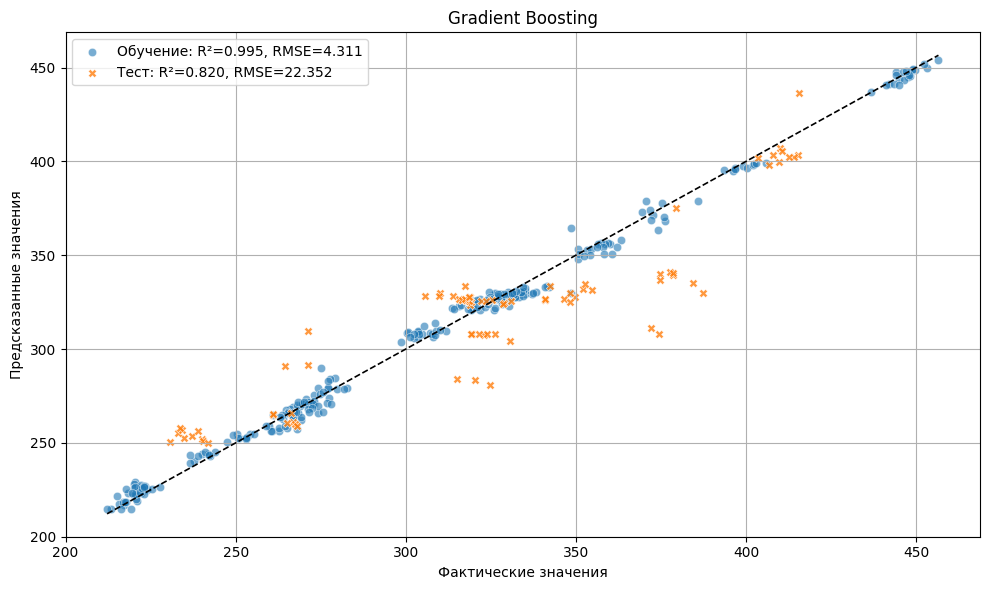 Gradient Boosting
Обучение: R²=0.995, RMSE=4.311
Тест: R²=0.820, RMSE=22.352
Предсказанные значения
450
400
350
300
250
200
200
250
300
350
400
450
Фактические значения